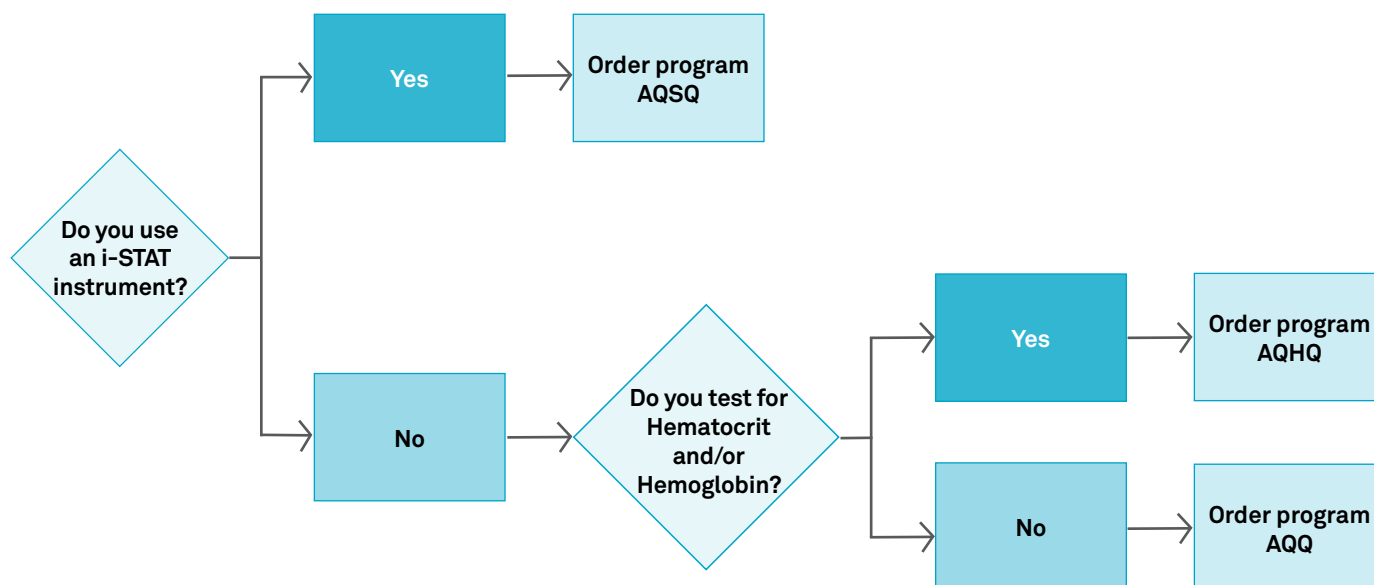 Do you use
an i-STAT
instrument?
Yes
Order program
AQSQ
No
Do you test for
Hematocrit
and/or
Hemoglobin?
Yes
Order program
AQHQ
No
Order program
AQQ